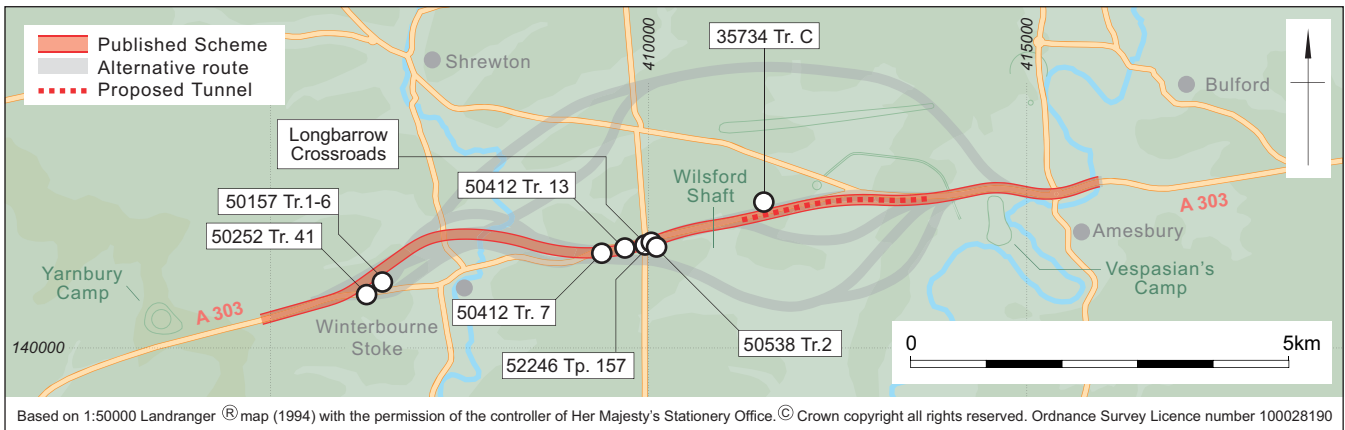 Published Scheme
Alternative route
Proposed Tunnel
Shrewton
410000
35734 Tr. C
415000
Bulford
Longbarrow
Crossroads
50412 Tr. 13
Wilsford
Shaft
50157 Tr.1-6
50252 Tr. 41
A 303
Amesbury
Yarnbury
Camp
A 303
Vespasian's
Camp
Winterbourne
Stoke
50412 Tr. 7
50538 Tr.2
52246 Tp. 157
140000
0
5km
Based on 1:50000 Landranger ® map (1994) with the permission of the controller of Her Majesty's Stationery Office. © Crown copyright all rights reserved. Ordnance Survey Licence number 100028190